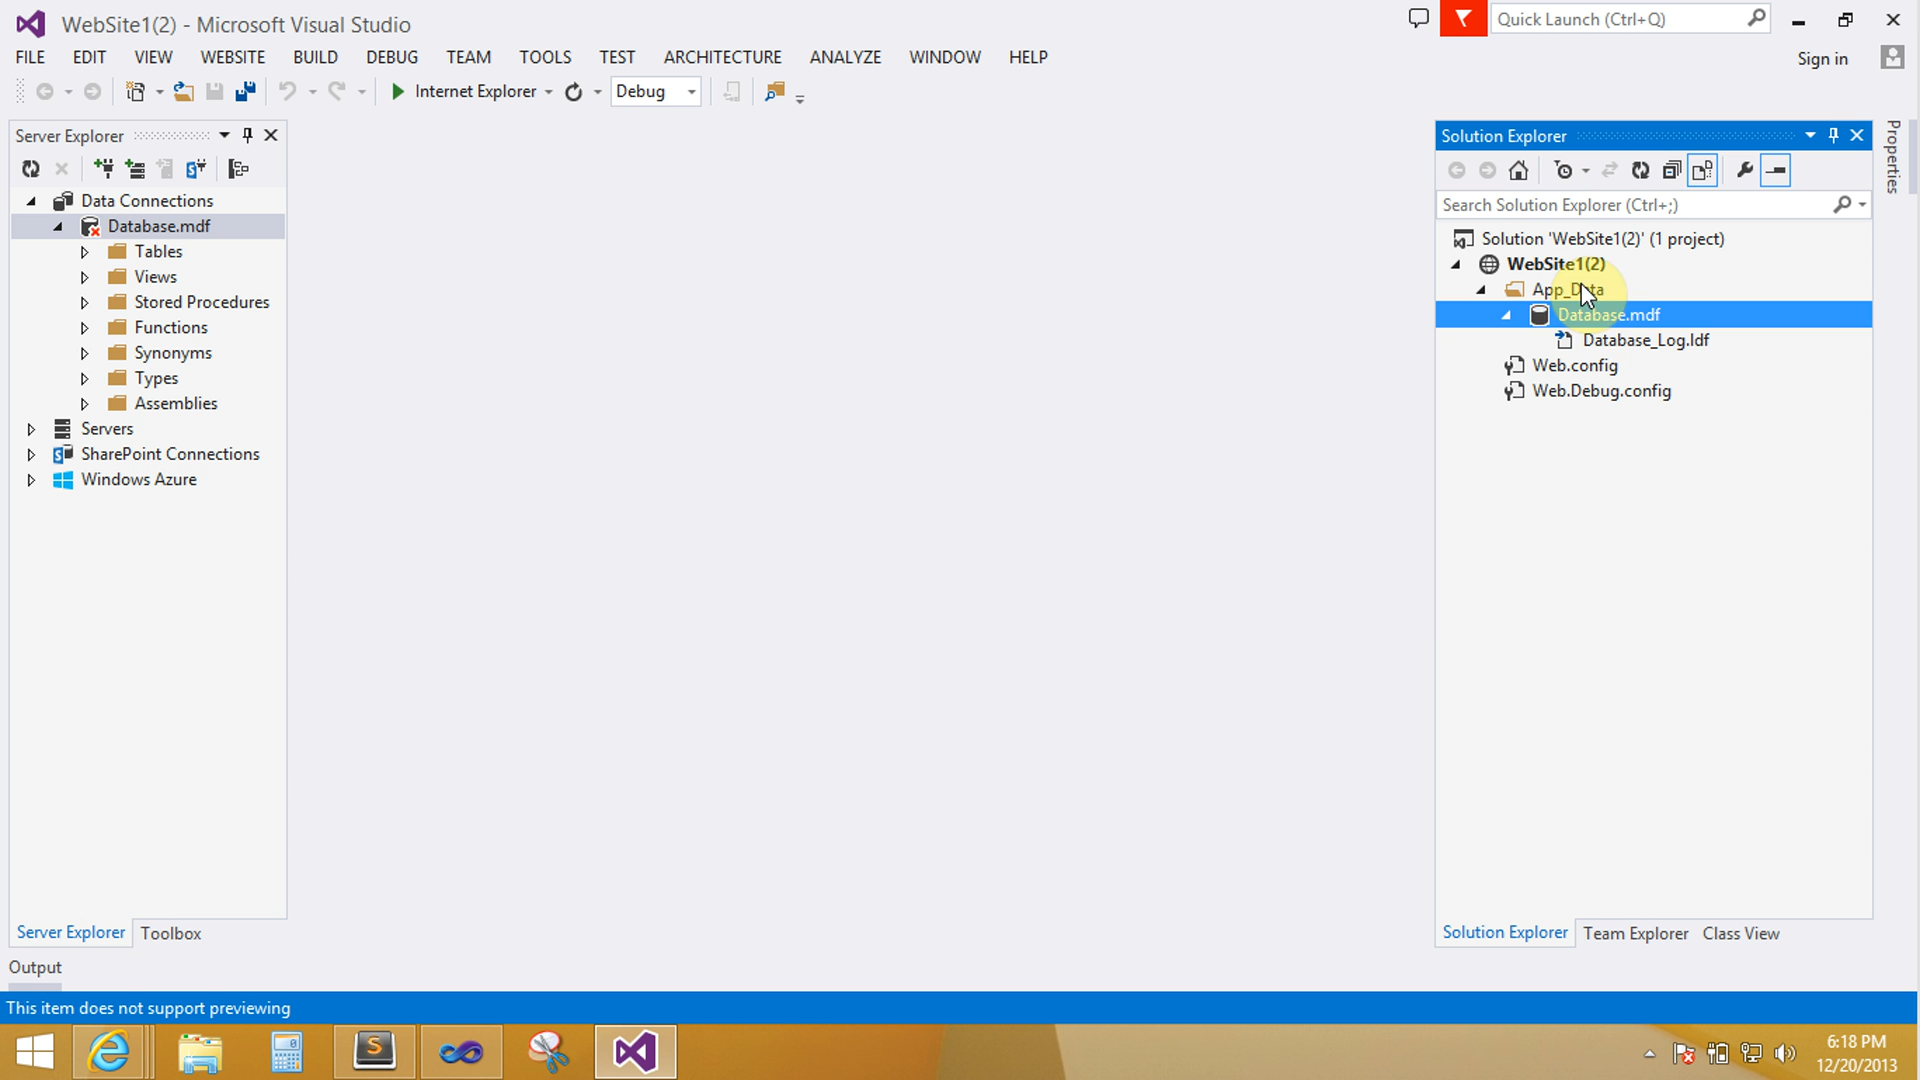 WebSite1(2) - Microsoft Visual Studio
Quick Launch (Ctrl+Q)
FILE EDIT VIEW WEBSITE BUILD DEBUG TEAM TOOLS TEST ARCHITECTURE ANALYZE WINDOW HELP
Sign in
Internet Explorer
Debug
Server Explorer
Data Connections
Database.mdf
Tables
Views
Stored Procedures
Functions
Synonyms
Types
Assemblies
Servers
SharePoint Connections
Windows Azure
Server Explorer
Toolbox
Solution Explorer
Search Solution Explorer (Ctrl+;)
Solution 'WebSite1(2)' (1 project)
WebSite1(2)
App_Data
Database.mdf
Database_Log.ldf
Web.config
Web.Debug.config
Solution Explorer
Team Explorer
Class View
Properties
Output
This item does not support previewing
6:18 PM
12/20/2013